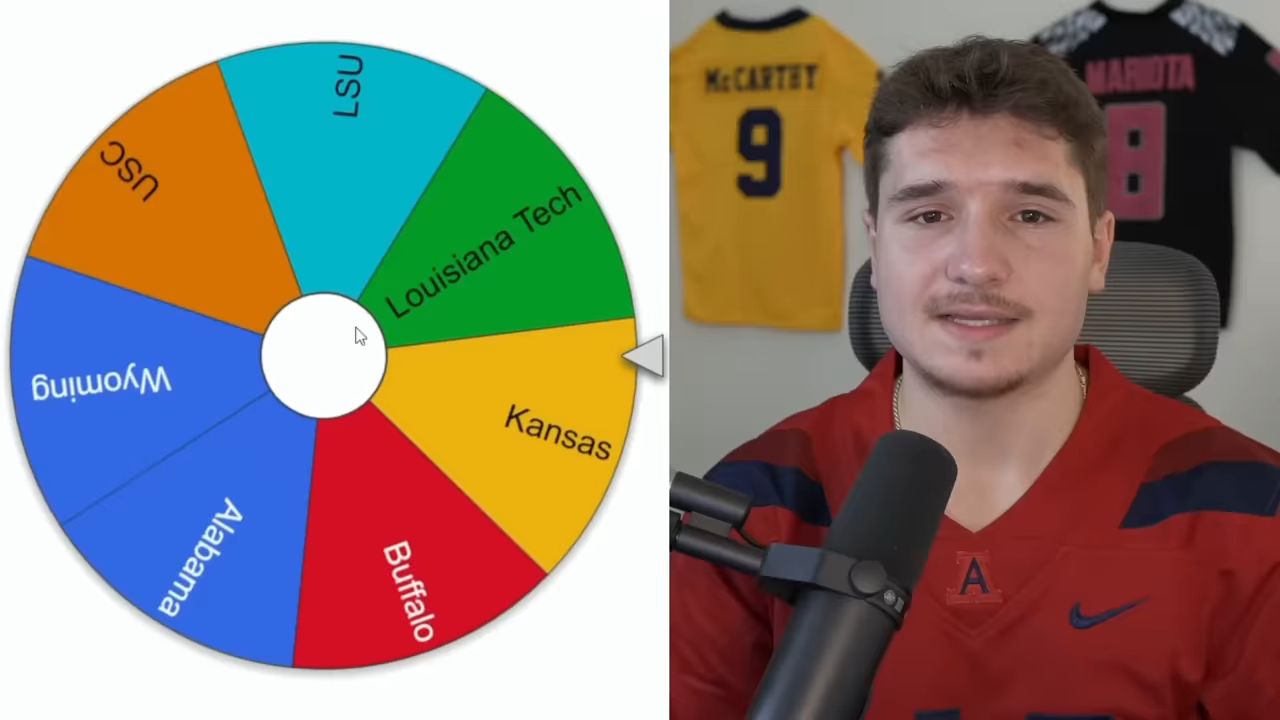 LSU
Louisiana Tech
Kansas
Buffalo
Alabama
Wyoming
USC
McCARTHY
9
MARIOTA
8
A